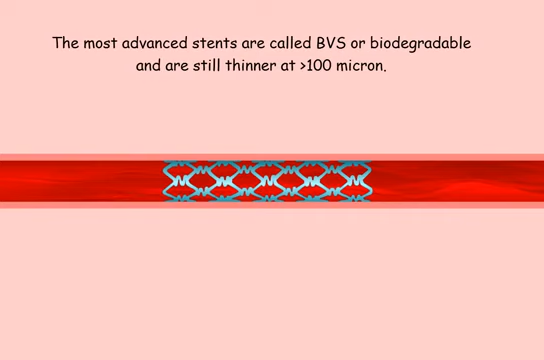 The most advanced stents are called BVS or biodegradable
and are still thinner at >100 micron.